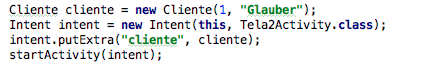 Cliente cliente = new Cliente(1, "Glauber");
Intent intent = new Intent(this, Tela2Activity.class);
intent.putExtra("cliente", cliente);
startActivity(intent);